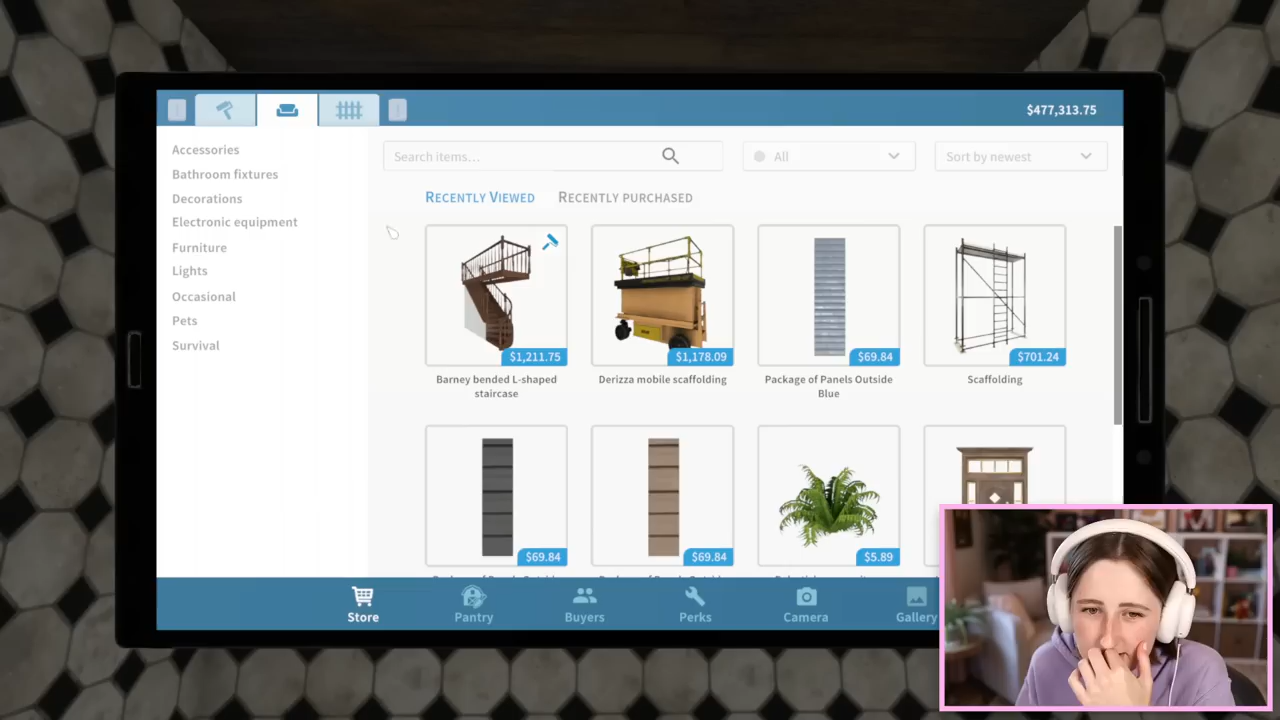 $477,313.75
Accessories
Bathroom fixtures
Decorations
Electronic equipment
Furniture
Lights
Occasional
Pets
Survival
Search items...
All
Sort by newest
RECENTLY VIEWED
RECENTLY PURCHASED
$1,211.75
$1,178.09
$69.84
$701.24
Barney bended L-shaped
staircase
Derizza mobile scaffolding
Package of Panels Outside
Blue
Scaffolding
$69.84
$69.84
$5.89
Store
Pantry
Buyers
Perks
Camera
Gallery